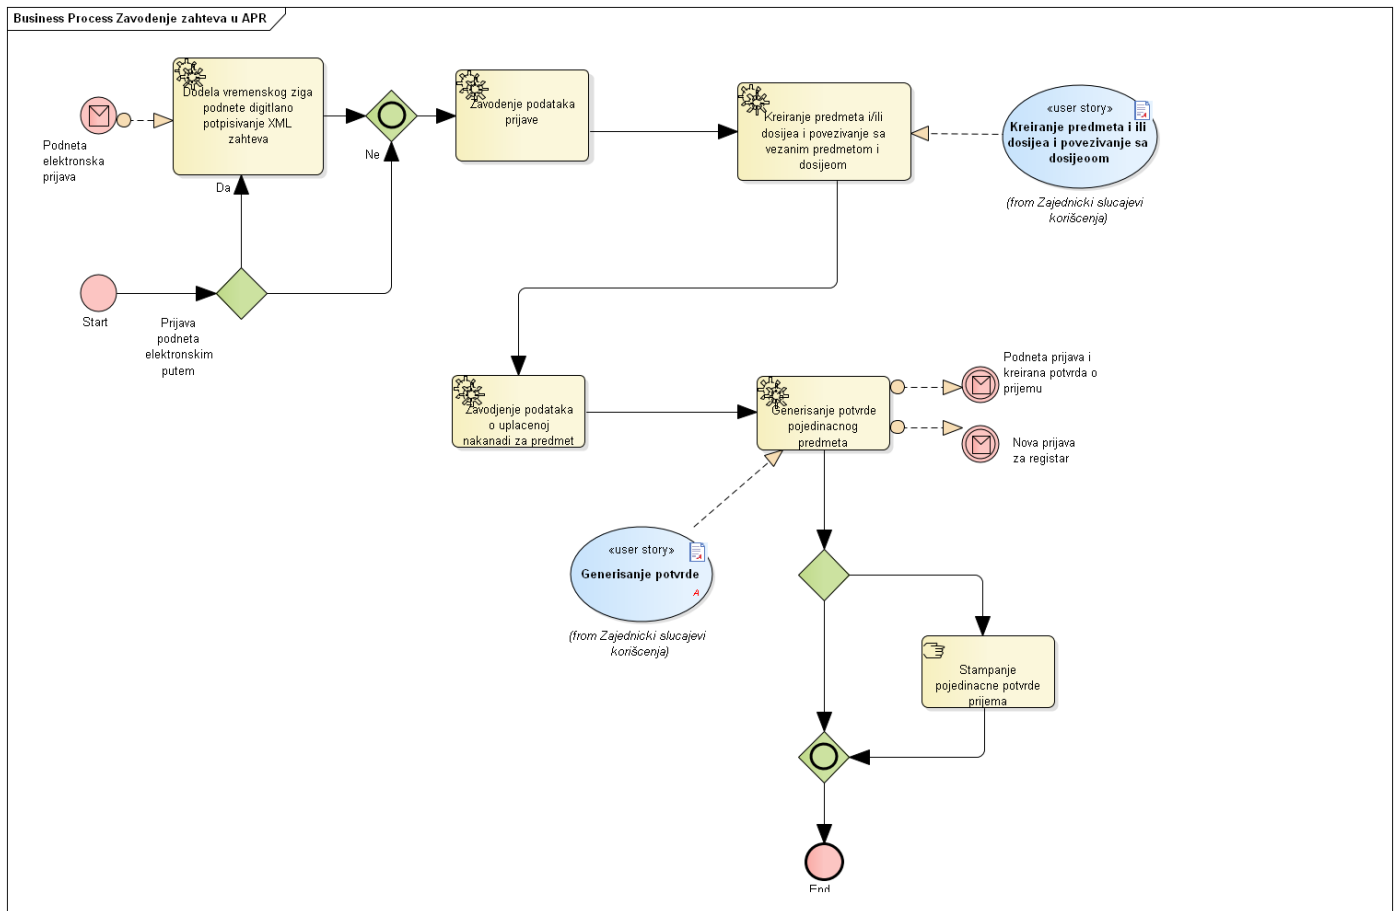 Business Process Zavodenje zahteva u APR
Dodela vremenskog ziga
podnete digitlano
potpisivanje XML
zahteva
Podneta
elektronska
prijava
Ne
Zavodenje podataka
prijave
Kreiranje predmeta i/ili
dosijea i povezivanje sa
vezanim predmetom i
dosijeom
«user story»
Kreiranje predmeta i ili
dosijea i povezivanje sa
dosijeoom
(from Zajednicki slucajevi
korišcenja)
Da
Start
Prijava
podneta
elektronskim
putem
Zavodjenje podataka
o uplacenoj
nakanadi za predmet
Generisanje potvrde
pojedinacnog
predmeta
Podneta prijava i
kreirana potvrda o
prijemu
Nova prijava
za registar
«user story»
Generisanje potvrde
A
(from Zajednicki slucajevi
korišcenja)
Stampanje
pojedinacne potvrde
prijema
End